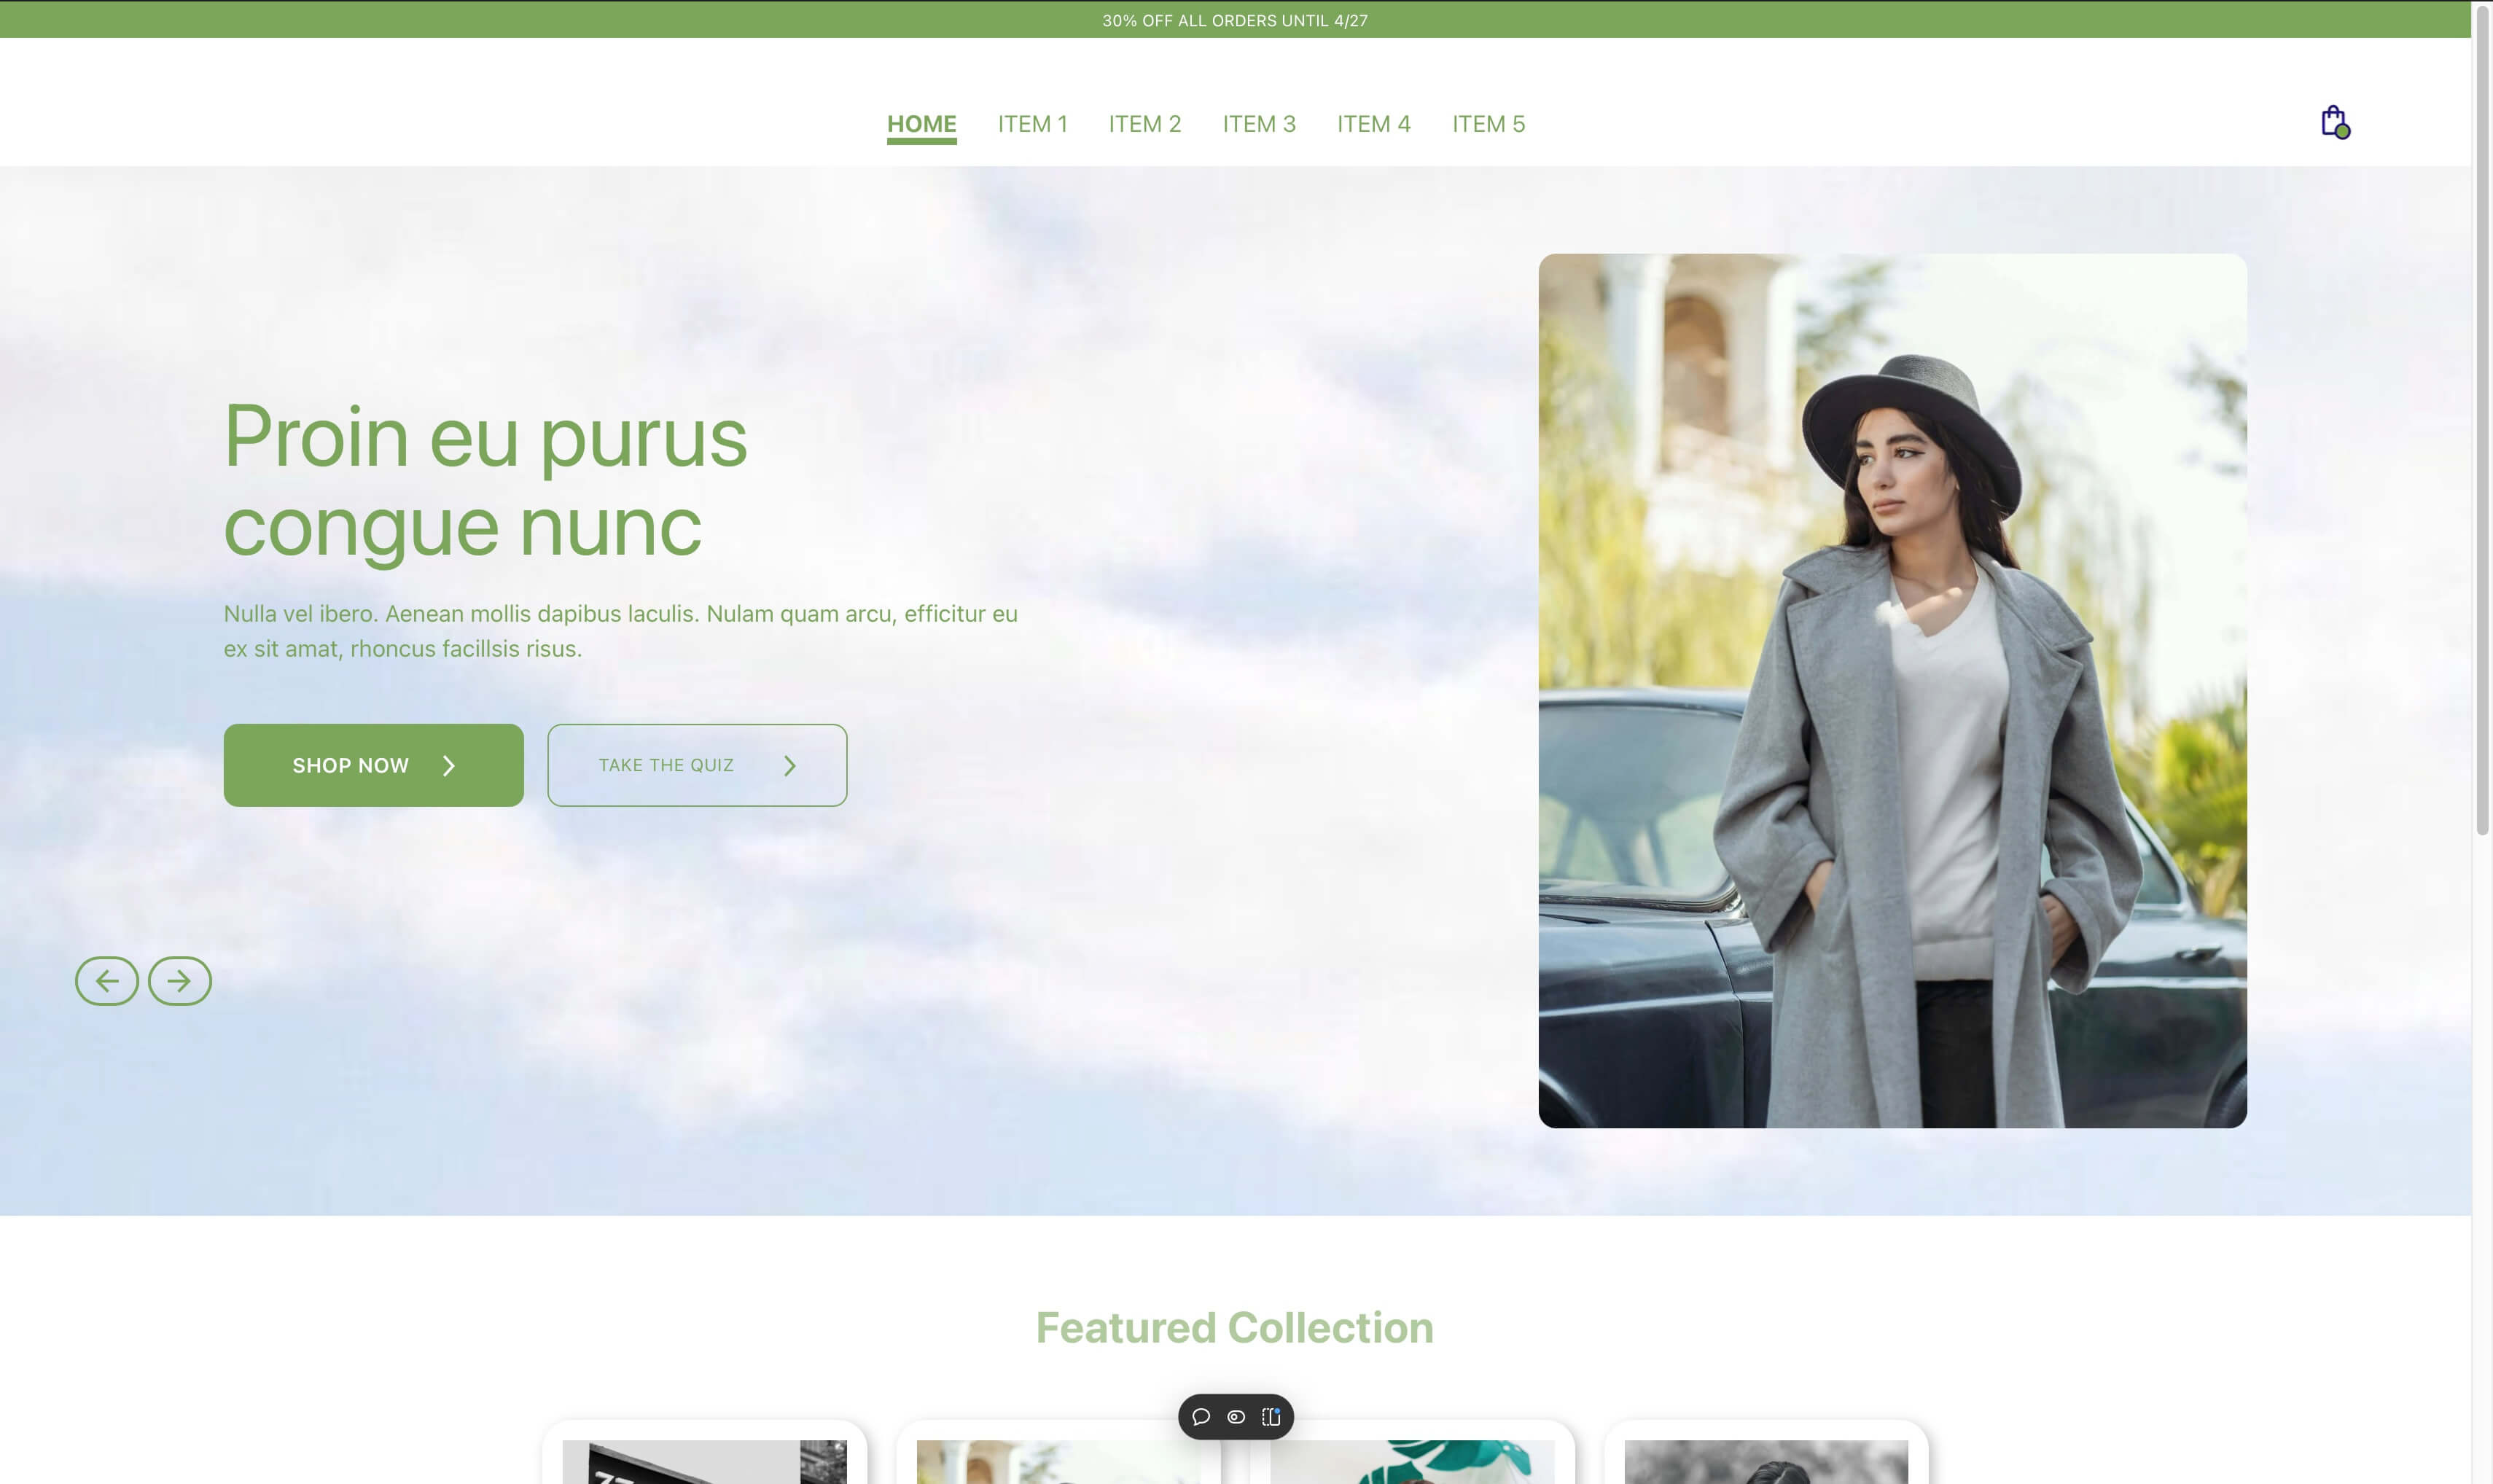 30% OFF ALL ORDERS UNTIL 4/27
HOME ITEM 1 ITEM 2 ITEM 3 ITEM 4 ITEM 5
Proin eu purus
congue nunc
Nulla vel ibero. Aenean mollis dapibus laculis. Nulam quam arcu, efficitur eu
ex sit amat, rhoncus facillsis risus.
SHOP NOW
TAKE THE QUIZ
Featured Collection